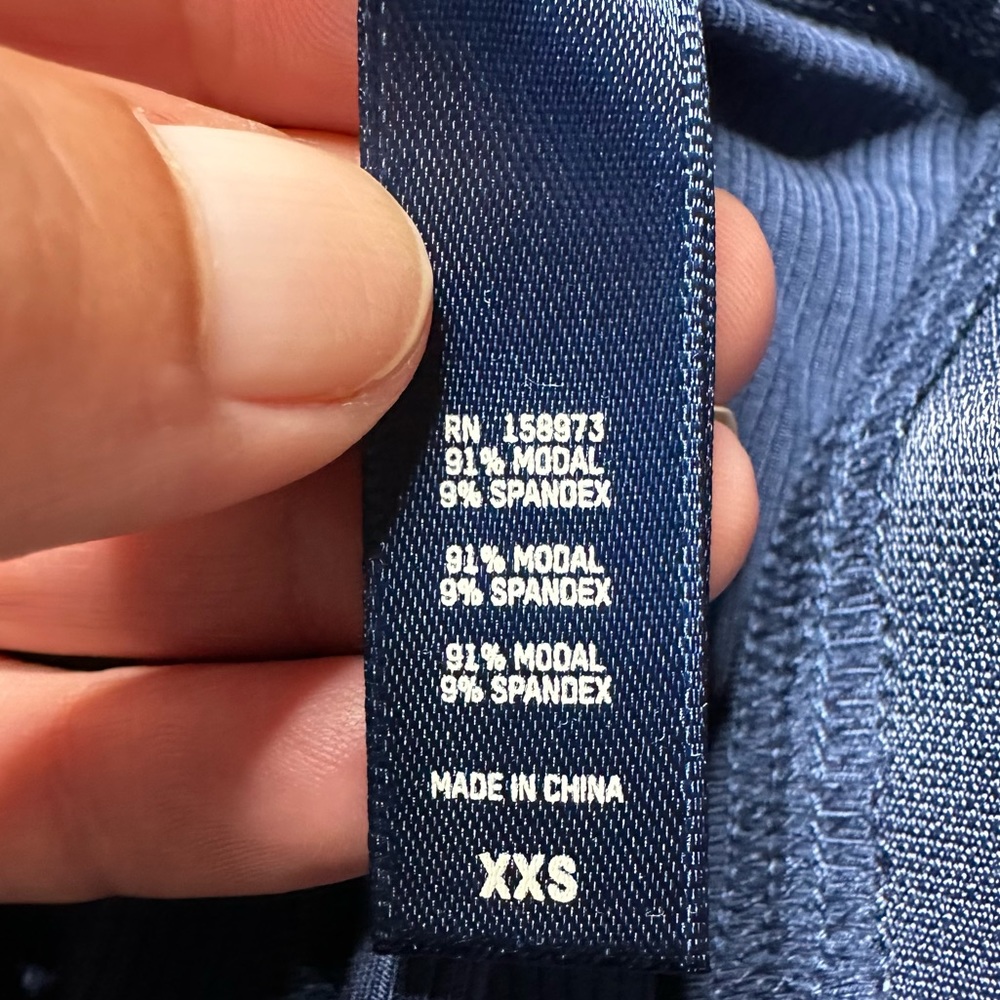 RN 158973
91% MODAL
9% SPANDEX
91% MODAL
9% SPANDEX
91% MODAL
9% SPANDEX
MADE IN CHINA
XXS